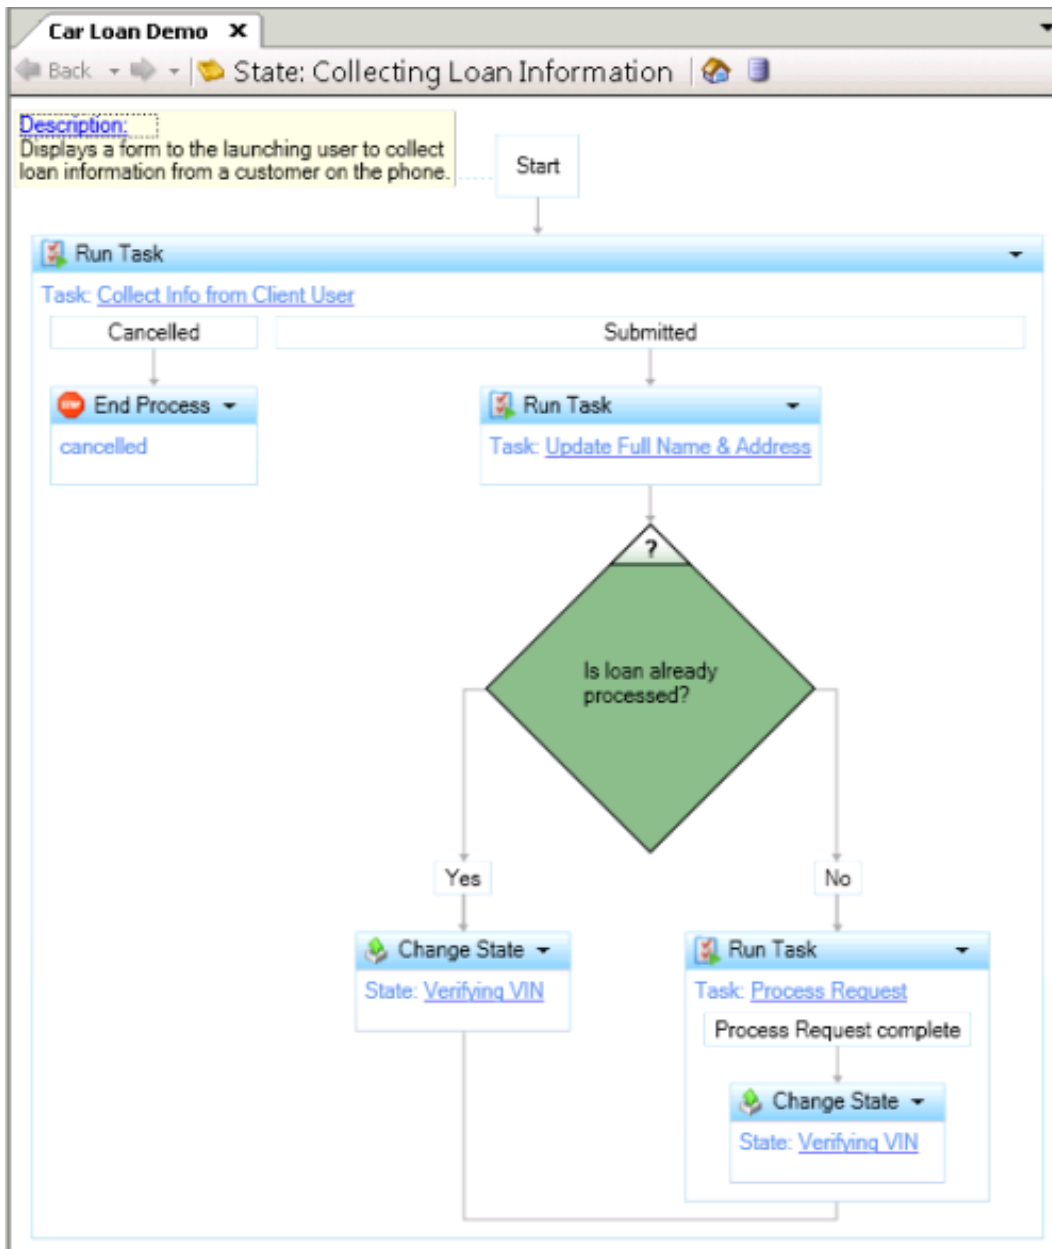 Car Loan Demo X
Back State: Collecting Loan Information
Description:
Displays a form to the launching user to collect
loan information from a customer on the phone.
Start
Run Task
Task: Collect Info from Client User
Cancelled
Submitted
STOP End Process
cancelled
Run Task
Task: Update Full Name & Address
?
Is loan already
processed?
Yes
No
Change State
State: Verifying VIN
Run Task
Task: Process Request
Process Request complete
Change State
State: Verifying VIN